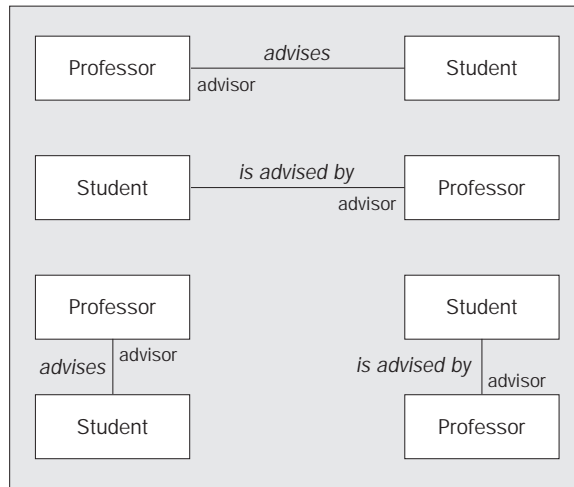 Professor
advises
advisor
Student
Student
is advised by
advisor
Professor
Professor
advises
advisor
Student
Student
is advised by
advisor
Professor